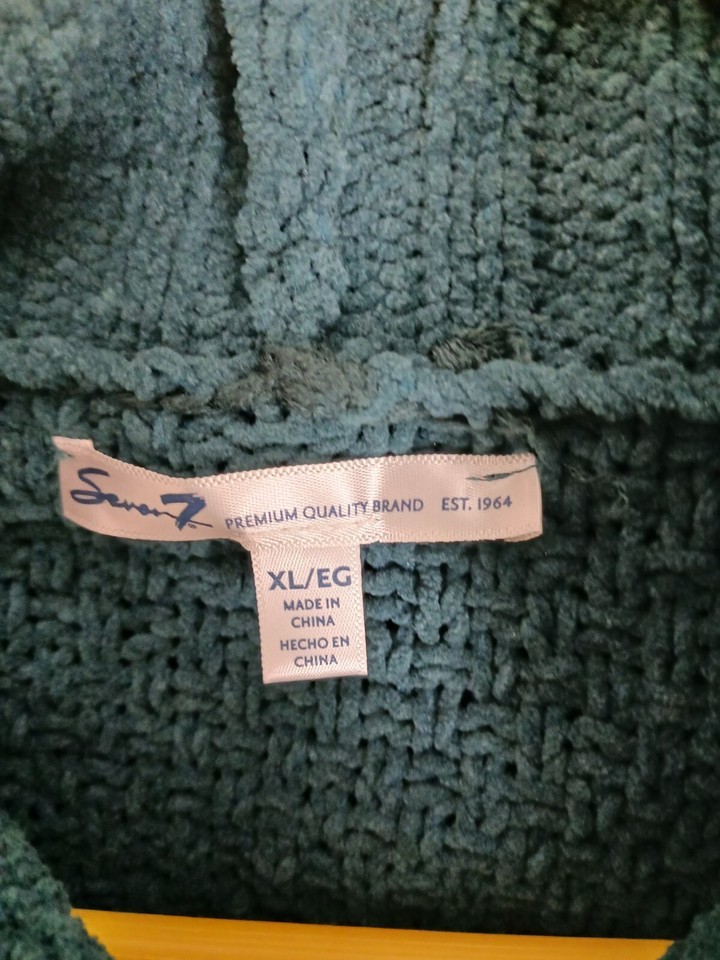 Seven7 PREMIUM QUALITY BRAND EST. 1964
XL/EG
MADE IN
CHINA
HECHO EN
CHINA